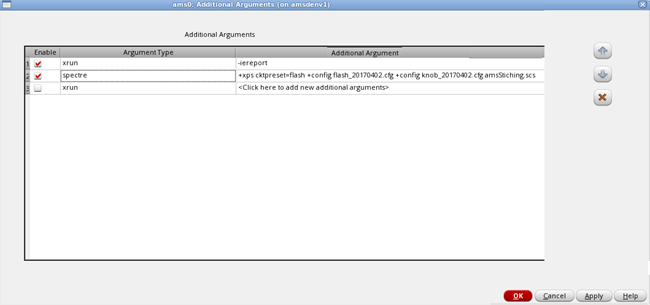 ams0: Additional Arguments (on amsdenv1)
Additional Arguments
Enable Argument Type Additional Argument
1 xrun -iereport
2 spectre +xps cktpreset=flash +config flash_20170402.cfg +config knob_20170402.cfg amsStiching.scs
3 xrun <Click here to add new additional arguments>
OK Cancel Apply Help